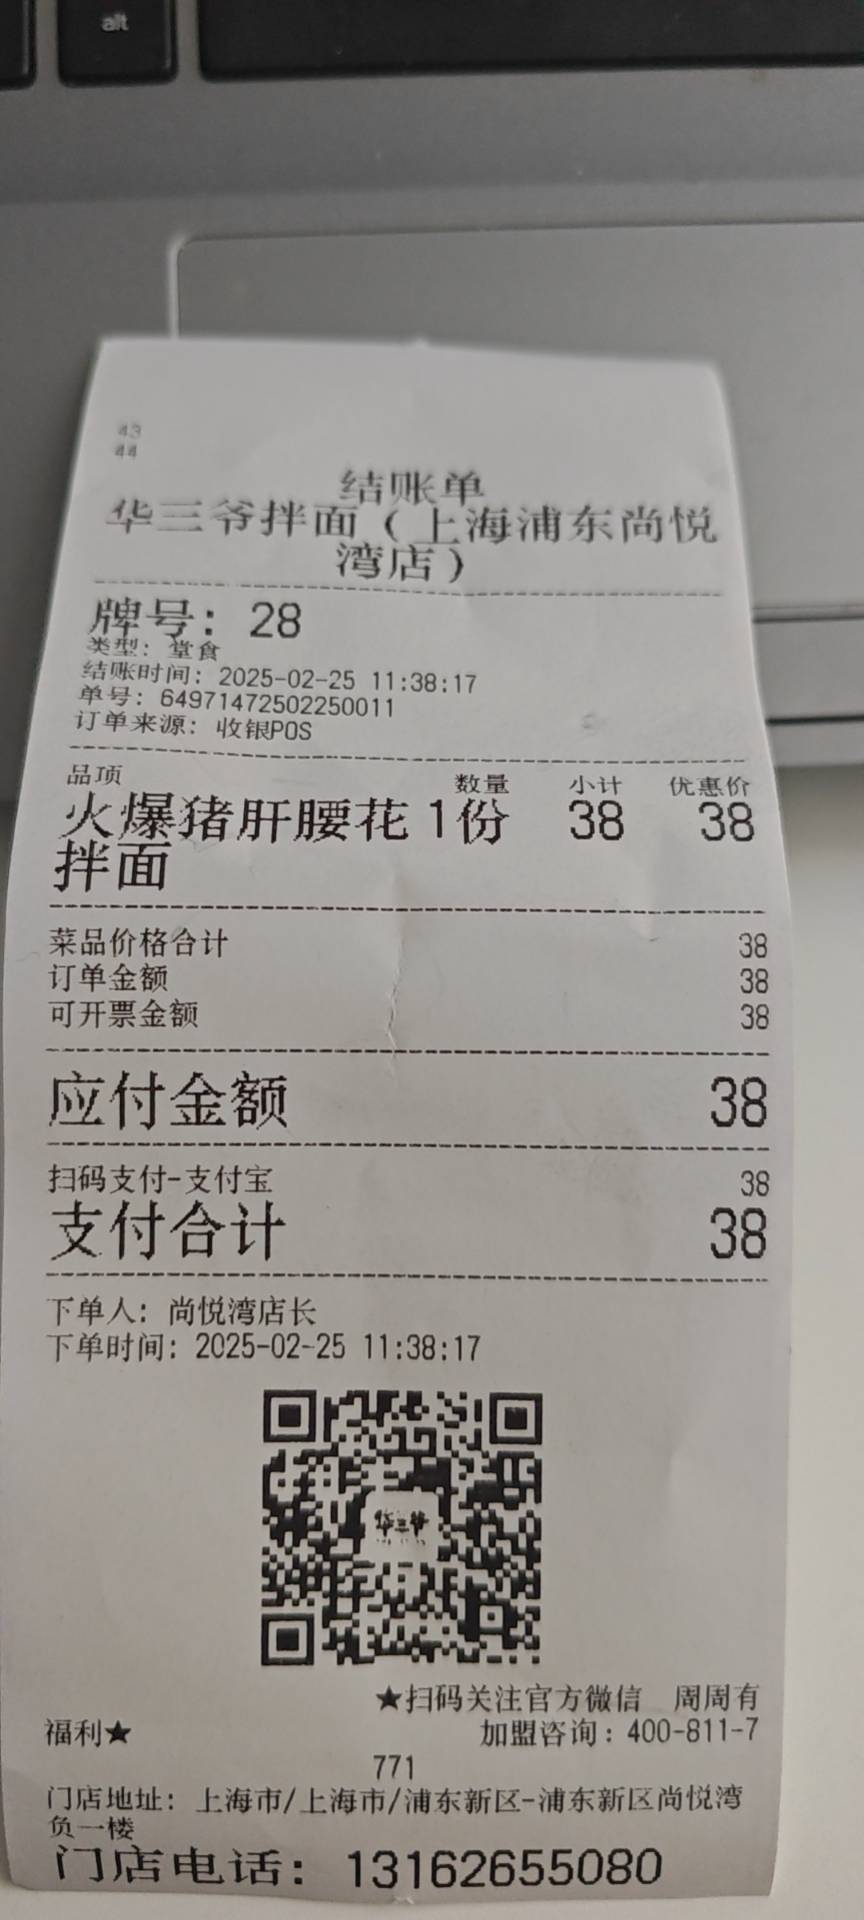 alt
43
44
结账单
华三爷拌面（上海浦东尚悦
湾店）
牌号：28
类型：堂食
结账时间：2025-02-25 11:38:17
单号：64971472502250011
订单来源：收银POS
品项 数量 小计 优惠价
火爆猪肝腰花 1份 38 38
拌面
菜品价格合计 38
订单金额 38
可开票金额 38
应付金额 38
扫码支付-支付宝 38
支付合计 38
下单人：尚悦湾店长
下单时间：2025-02-25 11:38:17
华三爷
★扫码关注官方微信 周周有
福利★ 加盟咨询：400-811-7
771
门店地址：上海市/上海市/浦东新区-浦东新区尚悦湾
负一楼
门店电话：13162655080